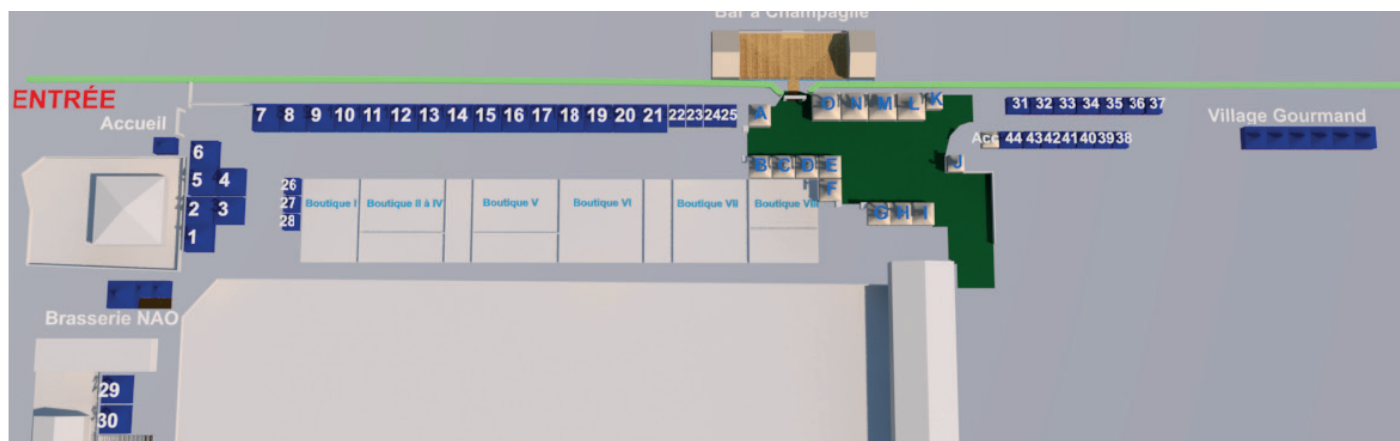 Bar à Champagne
ENTRÉE
Accueil
7 8 9 10 11 12 13 14 15 16 17 18 19 20 21 22 23 24 25
A
O N M L K
31 32 33 34 35 36 37
Village Gourmand
Acc 44 43 42 41 40 39 38
6
5 4
2 3
1
B C D E
F
J
G H I
26
27
28
Boutique I
Boutique II à IV
Boutique V
Boutique VI
Boutique VII
Boutique VIII
Brasserie NAO
29
30